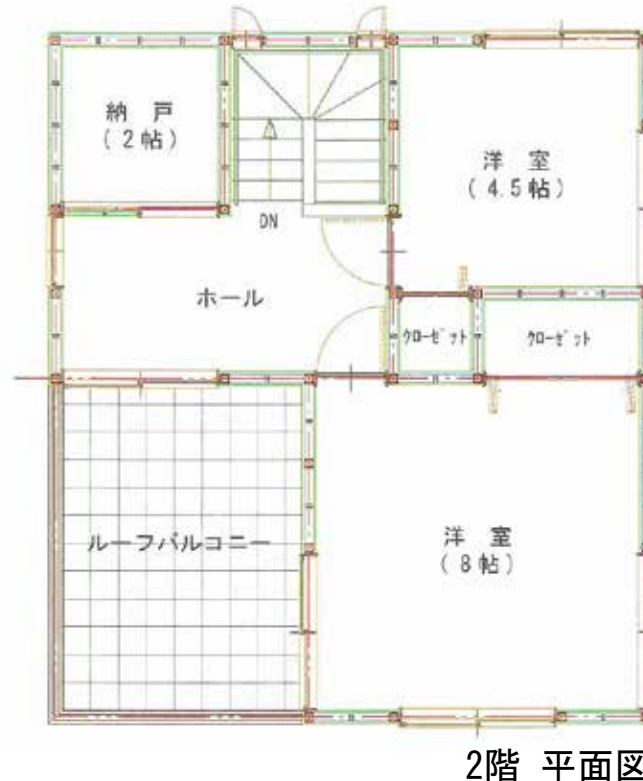 納 戸
(2帖)
洋 室
(4.5帖)
DN
ホール
クローゼット
クローゼット
ルーフバルコニー
洋 室
(8帖)
2階 平面図